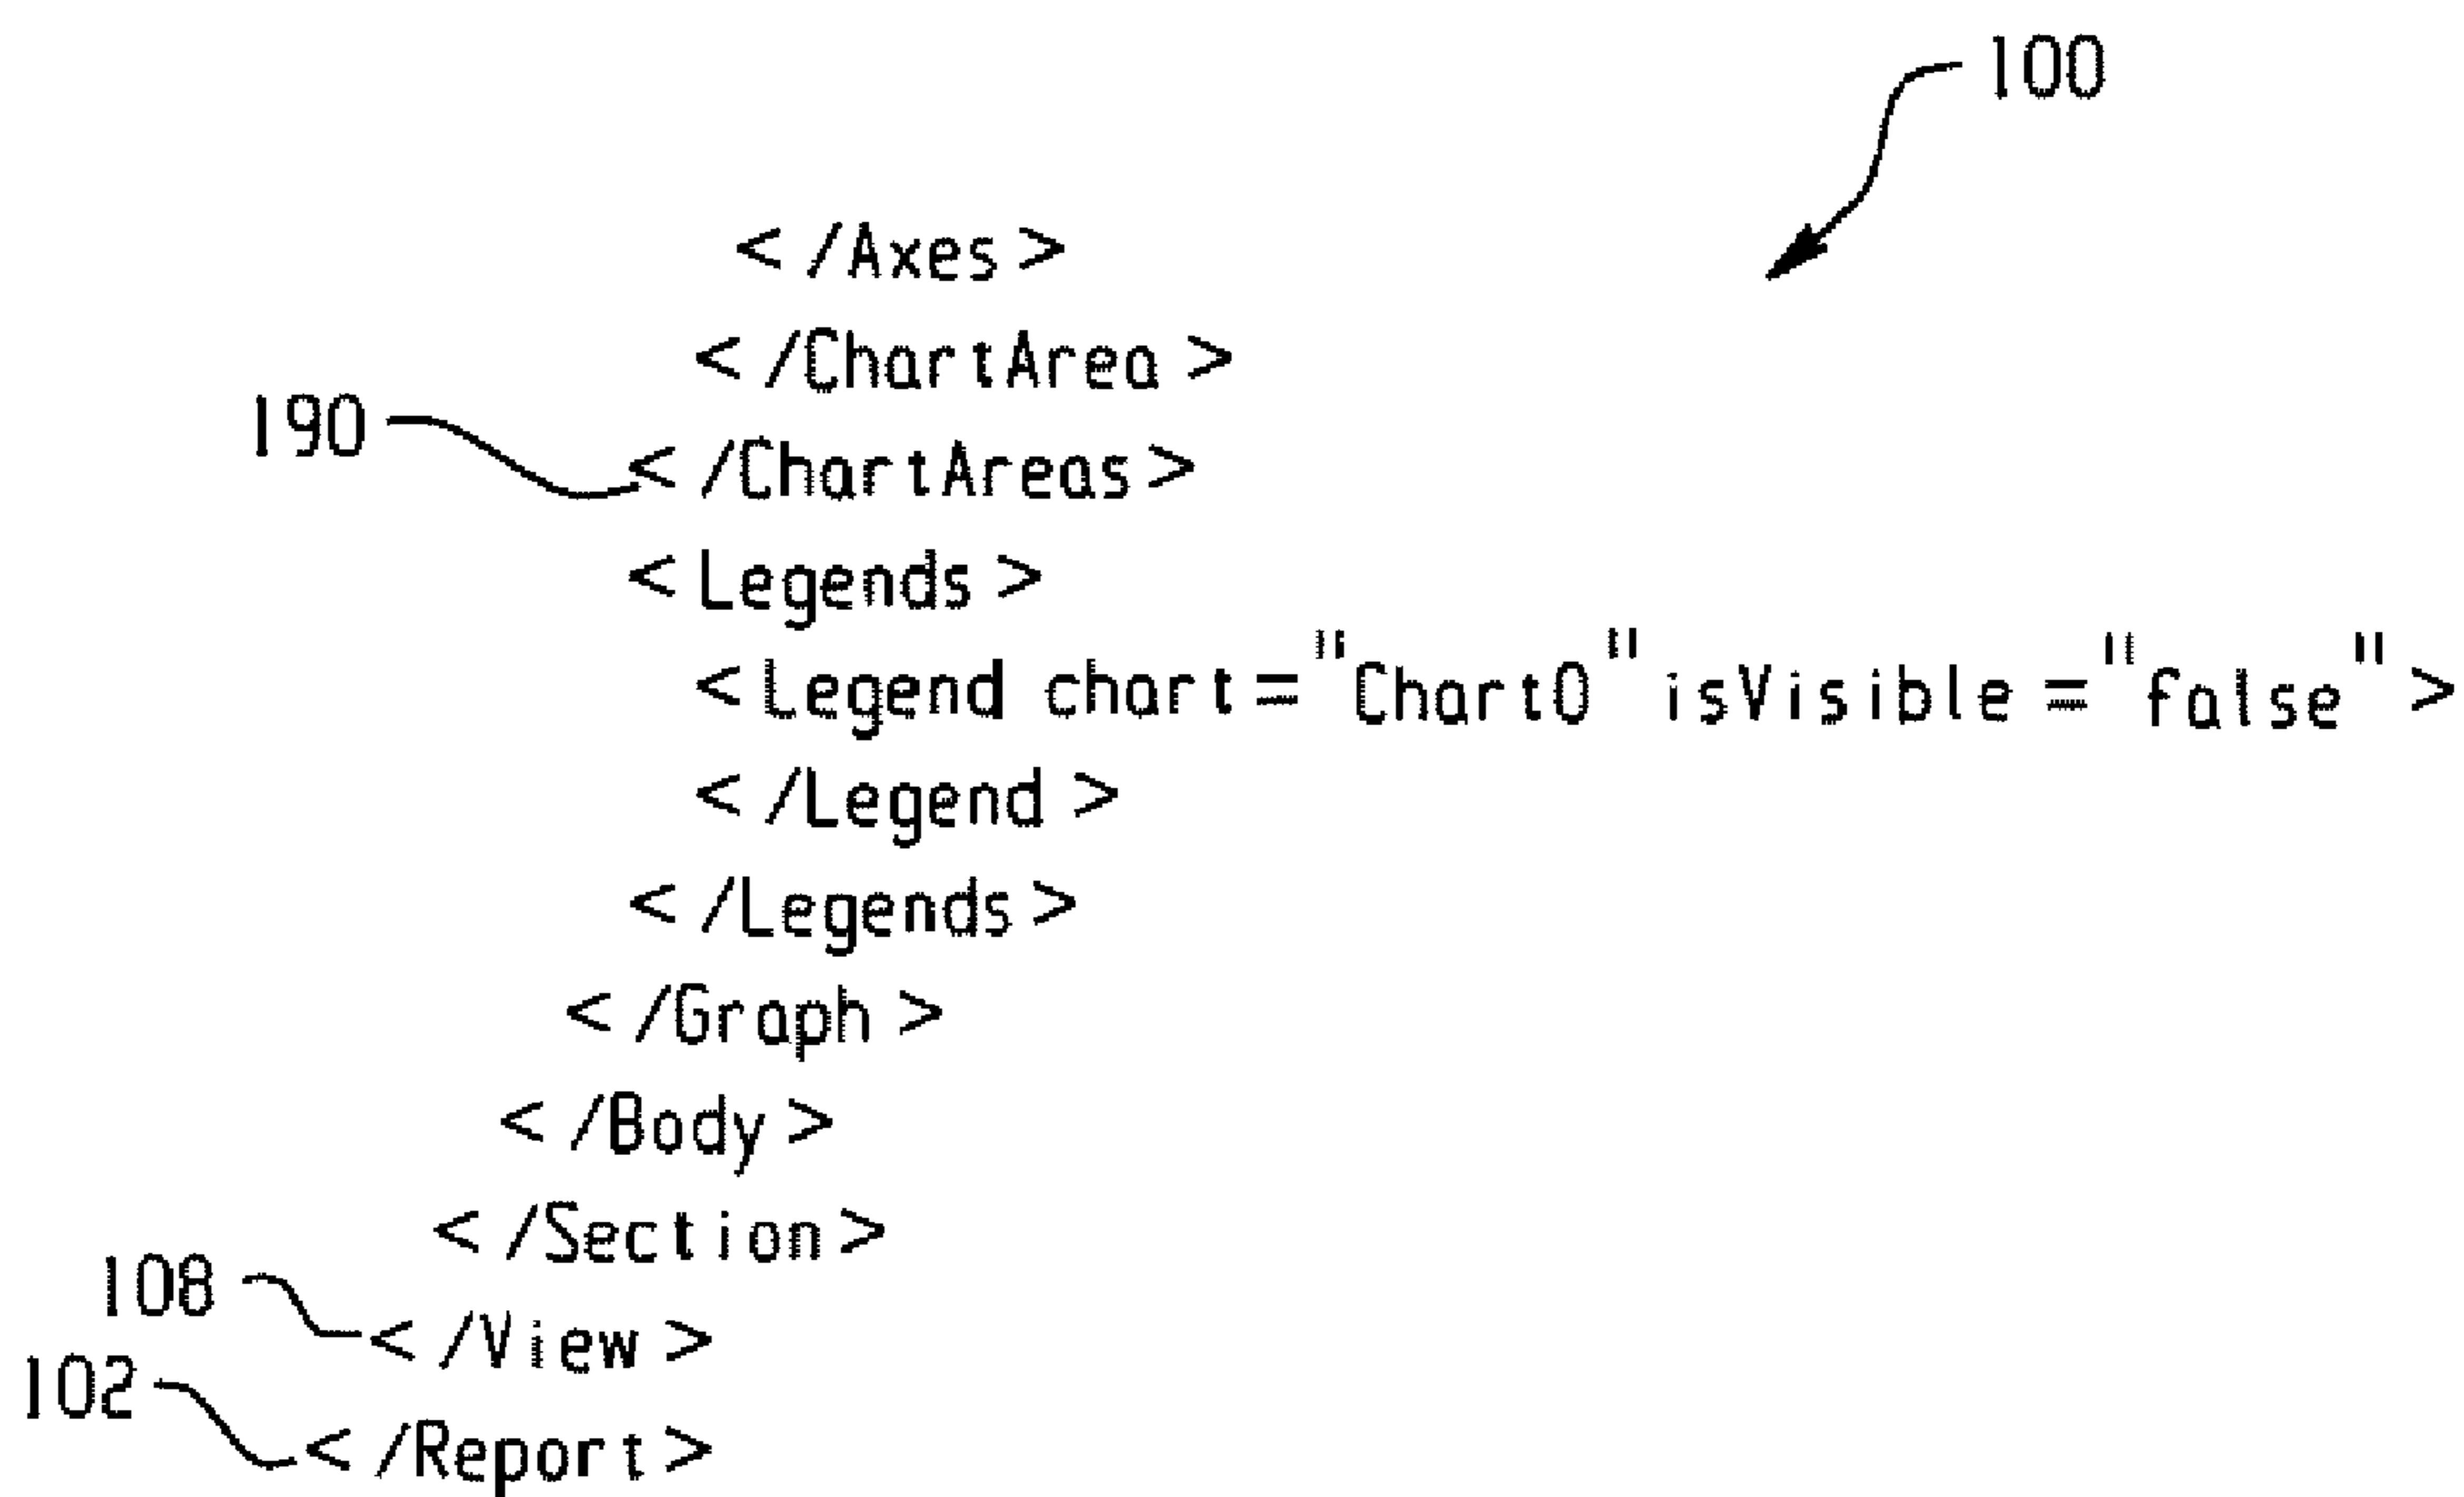 100
</Axes>
</ChartArea>
190
</ChartAreas>
<Legends>
<Legend chart="Chart0" isVisible="false">
</Legend>
</Legends>
</Graph>
</Body>
</Section>
108
</View>
102
</Report>